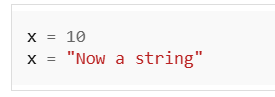 x = 10
x = "Now a string"